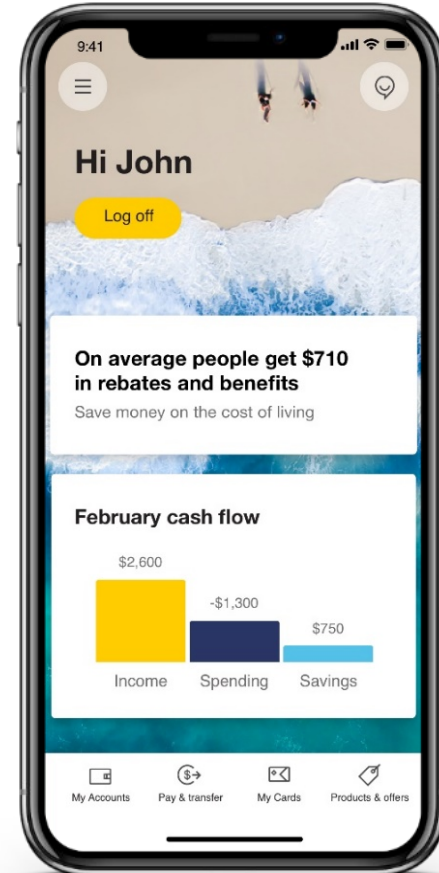 9:41
Hi John
Log off
On average people get $710
in rebates and benefits
Save money on the cost of living
February cash flow
$2,600
-$1,300
$750
Income Spending Savings
My Accounts Pay & transfer My Cards Products & offers